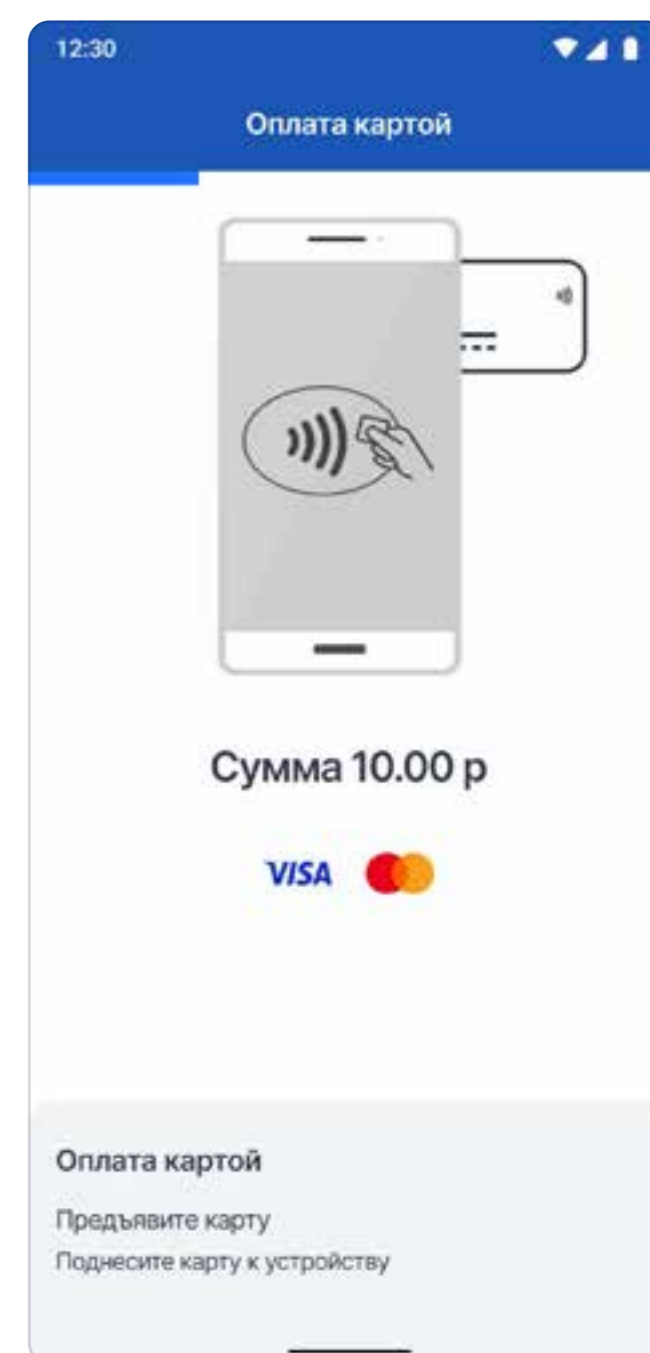 12:30
Оплата картой
Сумма 10.00 р
VISA
Оплата картой
Предъявите карту
Поднесите карту к устройству